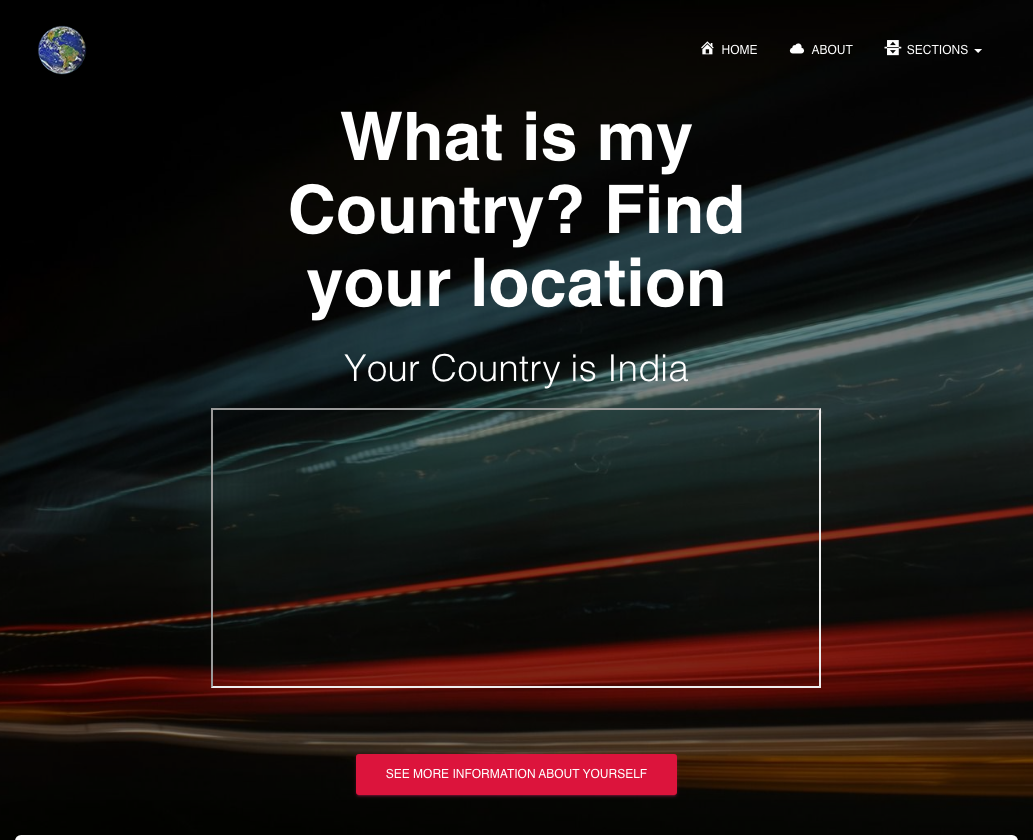 HOME
ABOUT
SECTIONS
What is my
Country? Find
your location
Your Country is India
SEE MORE INFORMATION ABOUT YOURSELF